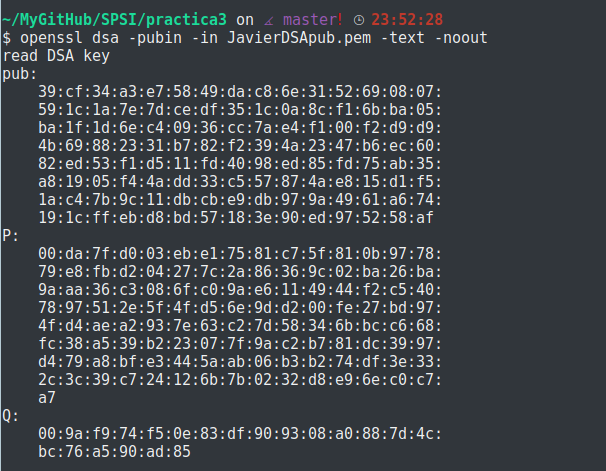 ~/MyGitHub/SPSI/practica3 on master! 23:52:28
$ openssl dsa -pubin -in JavierDSApub.pem -text -noout
read DSA key
pub:
39:cf:34:a3:e7:58:49:da:c8:6e:31:52:69:08:07:
59:1c:1a:7e:7d:ce:df:35:1c:0a:8c:f1:6b:ba:05:
ba:1f:1d:6e:c4:09:36:cc:7a:e4:f1:00:f2:d9:d9:
4b:69:88:23:31:b7:82:f2:39:4a:23:47:b6:ec:60:
82:ed:53:f1:d5:11:fd:40:98:ed:85:fd:75:ab:35:
a8:19:05:f4:4a:dd:33:c5:57:87:4a:e8:15:d1:f5:
1a:c4:7b:9c:11:db:cb:e9:db:97:9a:49:61:a6:74:
19:1c:ff:eb:d8:bd:57:18:3e:90:ed:97:52:58:af
P:
00:da:7f:d0:03:eb:e1:75:81:c7:5f:81:0b:97:78:
79:e8:fb:d2:04:27:7c:2a:86:36:9c:02:ba:26:ba:
9a:aa:36:c3:08:6f:c0:9a:e6:11:49:44:f2:c5:40:
78:97:51:2e:5f:4f:d5:6e:9d:d2:00:fe:27:bd:97:
4f:d4:ae:a2:93:7e:63:c2:7d:58:34:6b:bc:c6:68:
fc:38:a5:39:b2:23:07:7f:9a:c2:b7:81:dc:39:97:
d4:79:a8:bf:e3:44:5a:ab:06:b3:b2:74:df:3e:33:
2c:3c:39:c7:24:12:6b:7b:02:32:d8:e9:6e:c0:c7:
a7
Q:
00:9a:f9:74:f5:0e:83:df:90:93:08:a0:88:7d:4c:
bc:76:a5:90:ad:85